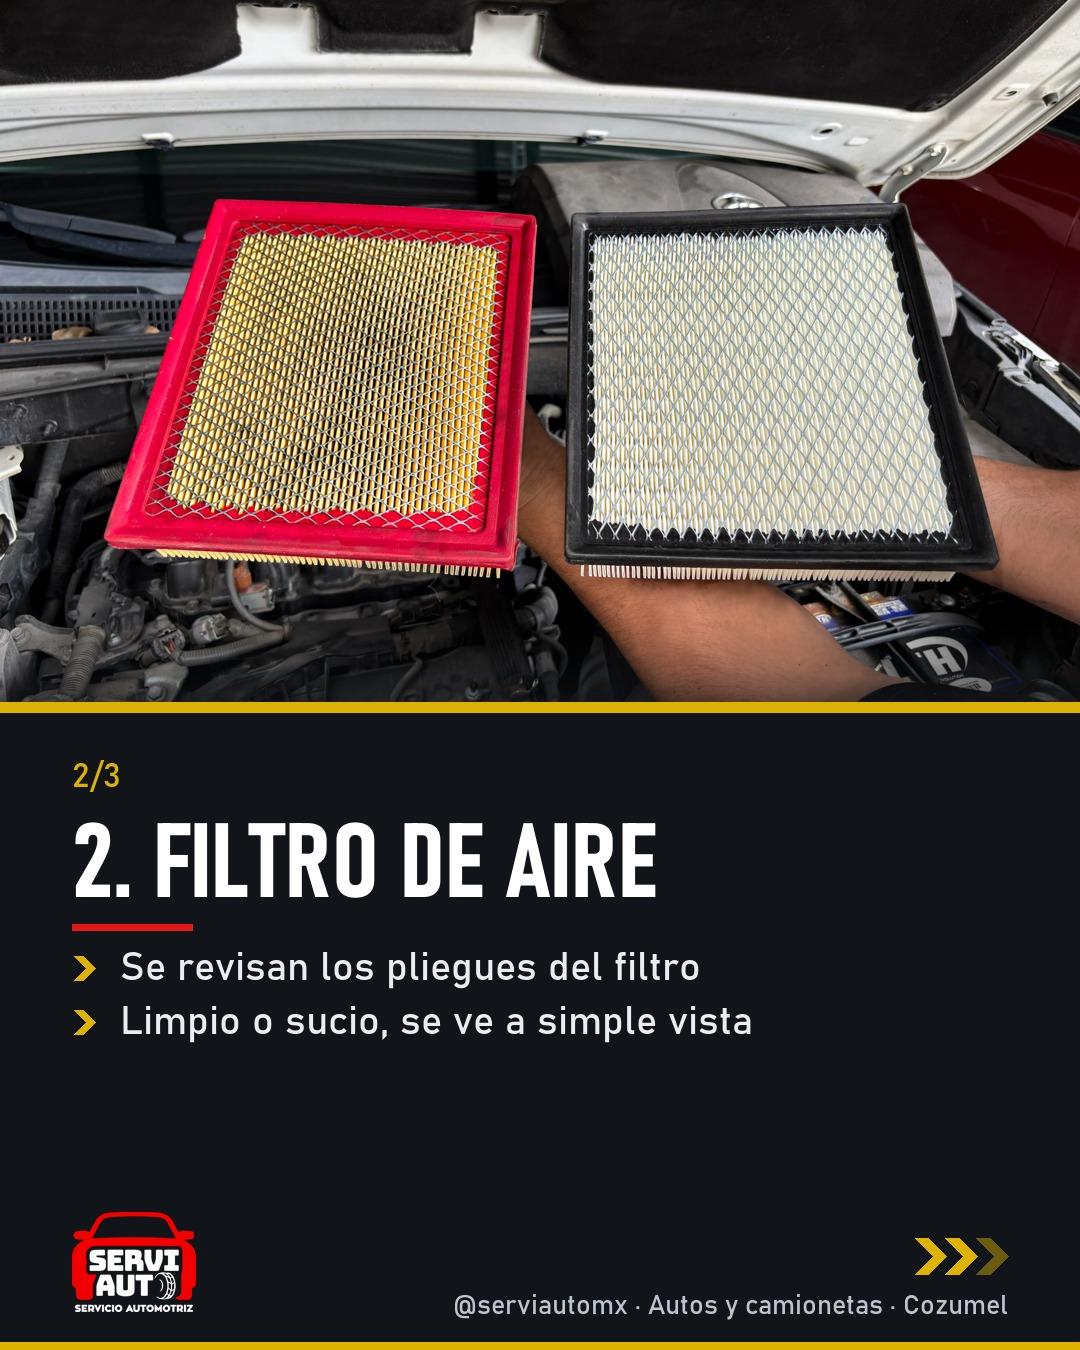 2/3
2. FILTRO DE AIRE
Se revisan los pliegues del filtro
Limpio o sucio, se ve a simple vista
SERVI
AUTO
SERVICIO AUTOMOTRIZ
@serviautomx · Autos y camionetas · Cozumel